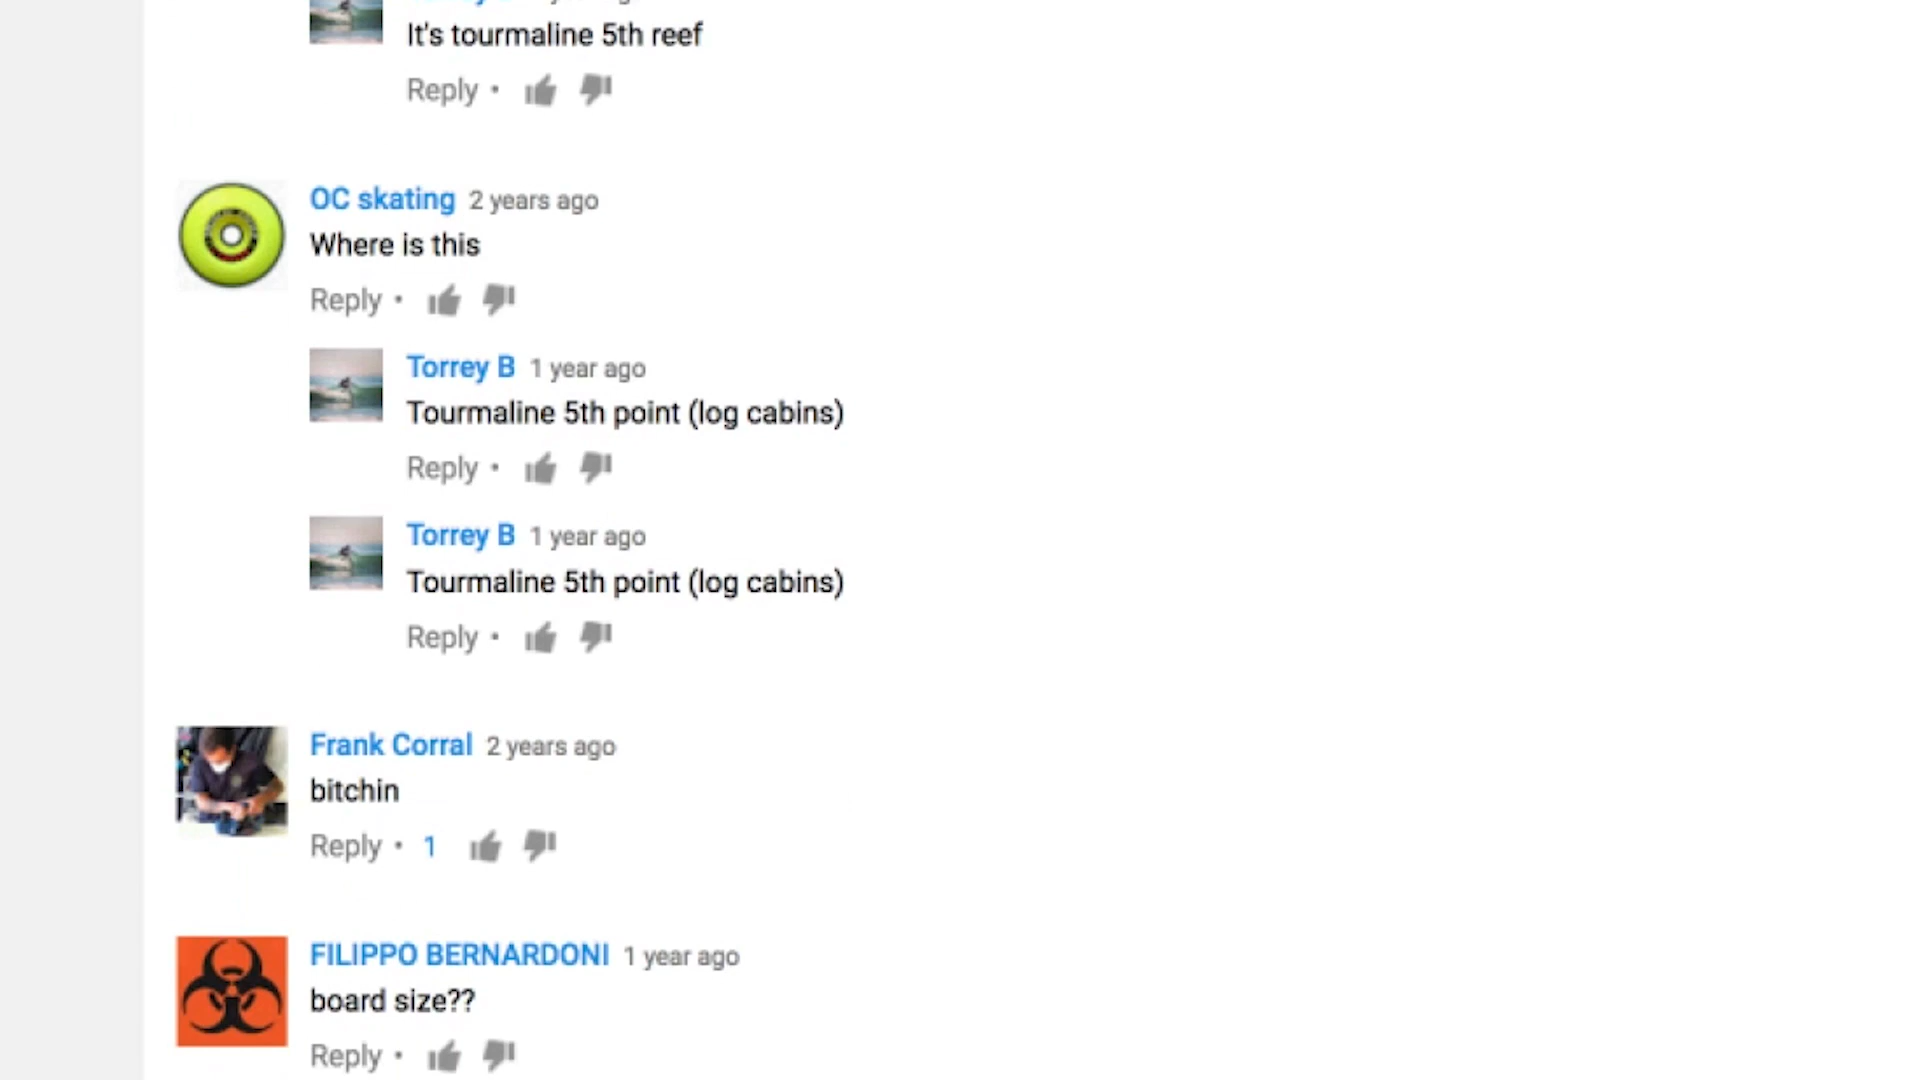 It's tourmaline 5th reef
Reply •
OC skating 2 years ago
Where is this
Reply •
Torrey B 1 year ago
Tourmaline 5th point (log cabins)
Reply •
Torrey B 1 year ago
Tourmaline 5th point (log cabins)
Reply •
Frank Corral 2 years ago
bitchin
Reply • 1
FILIPPO BERNARDONI 1 year ago
board size??
Reply •